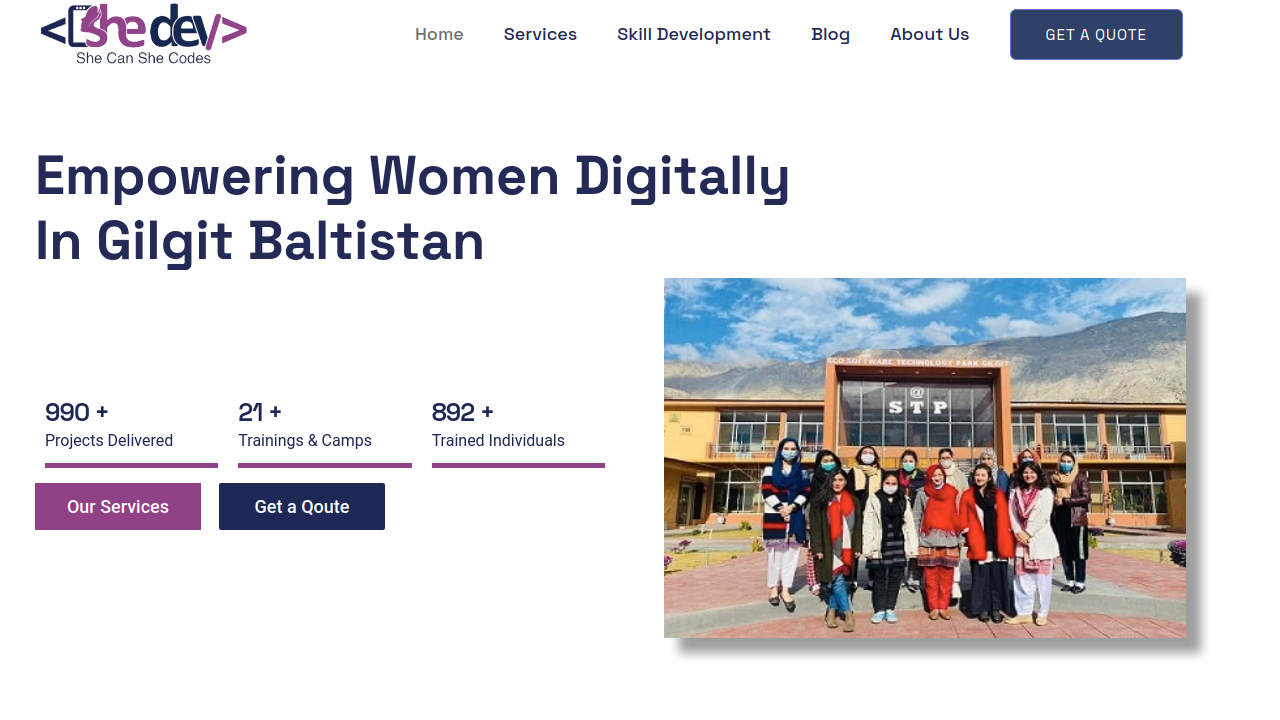 <she dev/>
She Can She Codes
Home Services Skill Development Blog About Us GET A QUOTE
Empowering Women Digitally
In Gilgit Baltistan
990 + 21 + 892 +
Projects Delivered Trainings & Camps Trained Individuals
Our Services Get a Qoute
SCO SOFTWARE TECHNOLOGY PARK GILGIT
@
STP